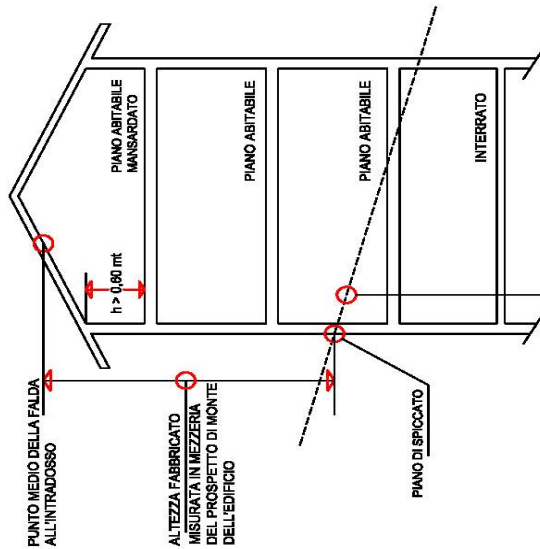 PUNTO MEDIO DELLA FALDA
ALL'INTRADOSSO
ALTEZZA FABBRICATO
MISURATA IN MEZZERIA
DEL PROSPETTO DI MONTE
DELL'EDIFICIO
PIANO DI SPICCATO
h > 0,60 mt
PIANO ABITABILE
MANSARDATO
PIANO ABITABILE
PIANO ABITABILE
INTERRATO